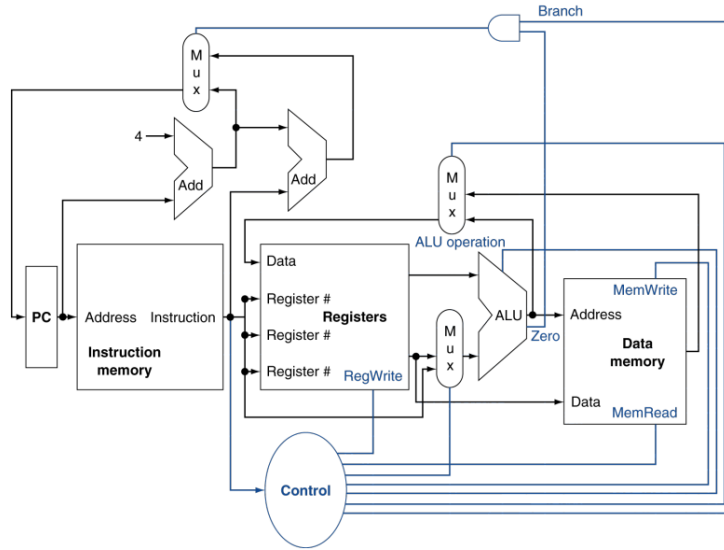 Branch
M
u
x
4
Add
Add
M
u
x
ALU operation
Data
Register #
Registers
Register #
Register #
RegWrite
PC
Address
Instruction
Instruction
memory
M
u
x
ALU
Zero
MemWrite
Address
Data
memory
Data
MemRead
Control